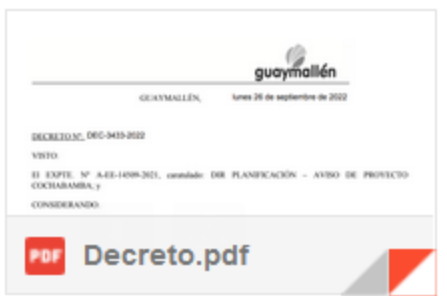 guaymallén
GUAYMALLÉN, lunes 26 de septiembre de 2022
DECRETO Nº: DEC-3433-2022
VISTO:
El EXPTE. Nº A-EE-14509-2021, caratulado: DIR PLANIFICACIÓN – AVISO DE PROYECTO
COCHABAMBA; y
CONSIDERANDO:
PDF Decreto.pdf